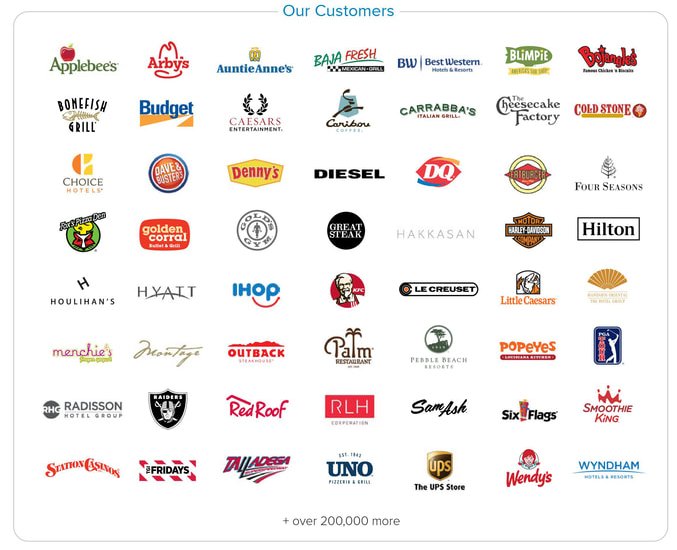 Our Customers
Applebee's
Arby's
Auntie Anne's
BAJA FRESH
MEXICAN GRILL
BW Best Western
Hotels & Resorts
BLiMPiE
AMERICA'S SUB SHOP
Bojangles'
Famous Chicken 'n Biscuits
BONEFISH
GRILL
Budget
CAESARS
ENTERTAINMENT
Caribou
COFFEE
CARRABBA'S
ITALIAN GRILL
The
Cheesecake
Factory
COLD STONE
CHOICE
HOTELS
DAVE &
BUSTER'S
Denny's
DIESEL
DQ
FATBURGER
FOUR SEASONS
Joe's Pizza Dan
golden
corral
Buffet & Grill
GOLD'S
GYM
GREAT
STEAK
HAKKASAN
MOTOR
HARLEY-DAVIDSON
COMPANY
Hilton
H
HOULIHAN'S
HYATT
IHOP
KFC
LE CREUSET
Little Caesars
MANDARIN ORIENTAL
THE HOTEL GROUP
menchie's
frozen yogurt
Montage
OUTBACK
STEAKHOUSE
The
Palm
RESTAURANT
PEBBLE BEACH
RESORTS
POPEYES
LOUISIANA KITCHEN
PGA
TOUR
RHG RADISSON
HOTEL GROUP
RAIDERS
Red Roof
RLH
CORPORATION
Sam Ash
Six Flags
SMOOTHIE
KING
STATION CASINOS
TGI FRIDAYS
TALLADEGA
EST. 1943
UNO
PIZZERIA & GRILL
ups
The UPS Store
Wendy's
WYNDHAM
HOTELS & RESORTS
+ over 200,000 more